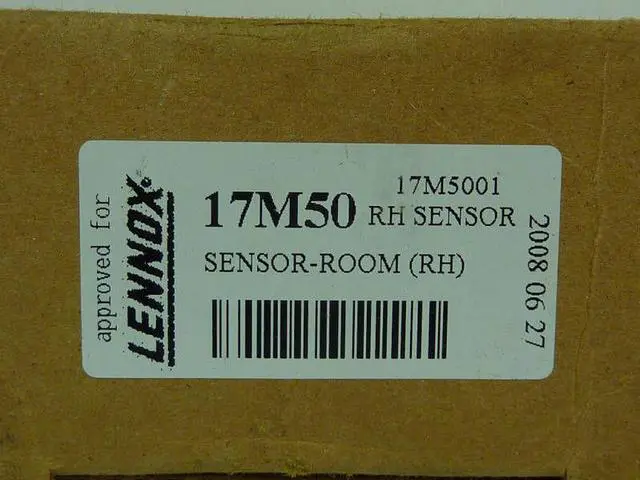 approved for
LENNOX®
17M5001
17M50 RH SENSOR
SENSOR-ROOM (RH)
2008 06 27